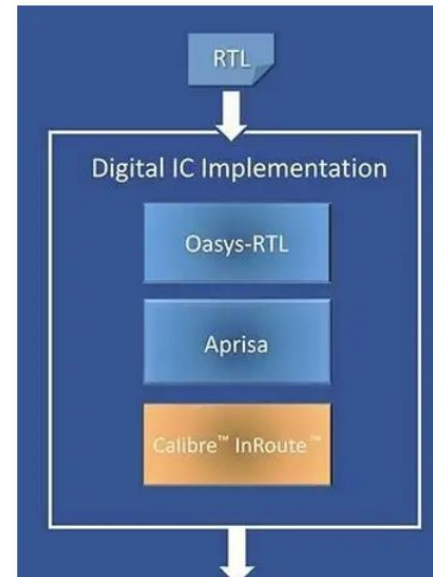 RTL
Digital IC Implementation
Oasys-RTL
Aprisa
Calibre™ InRoute™